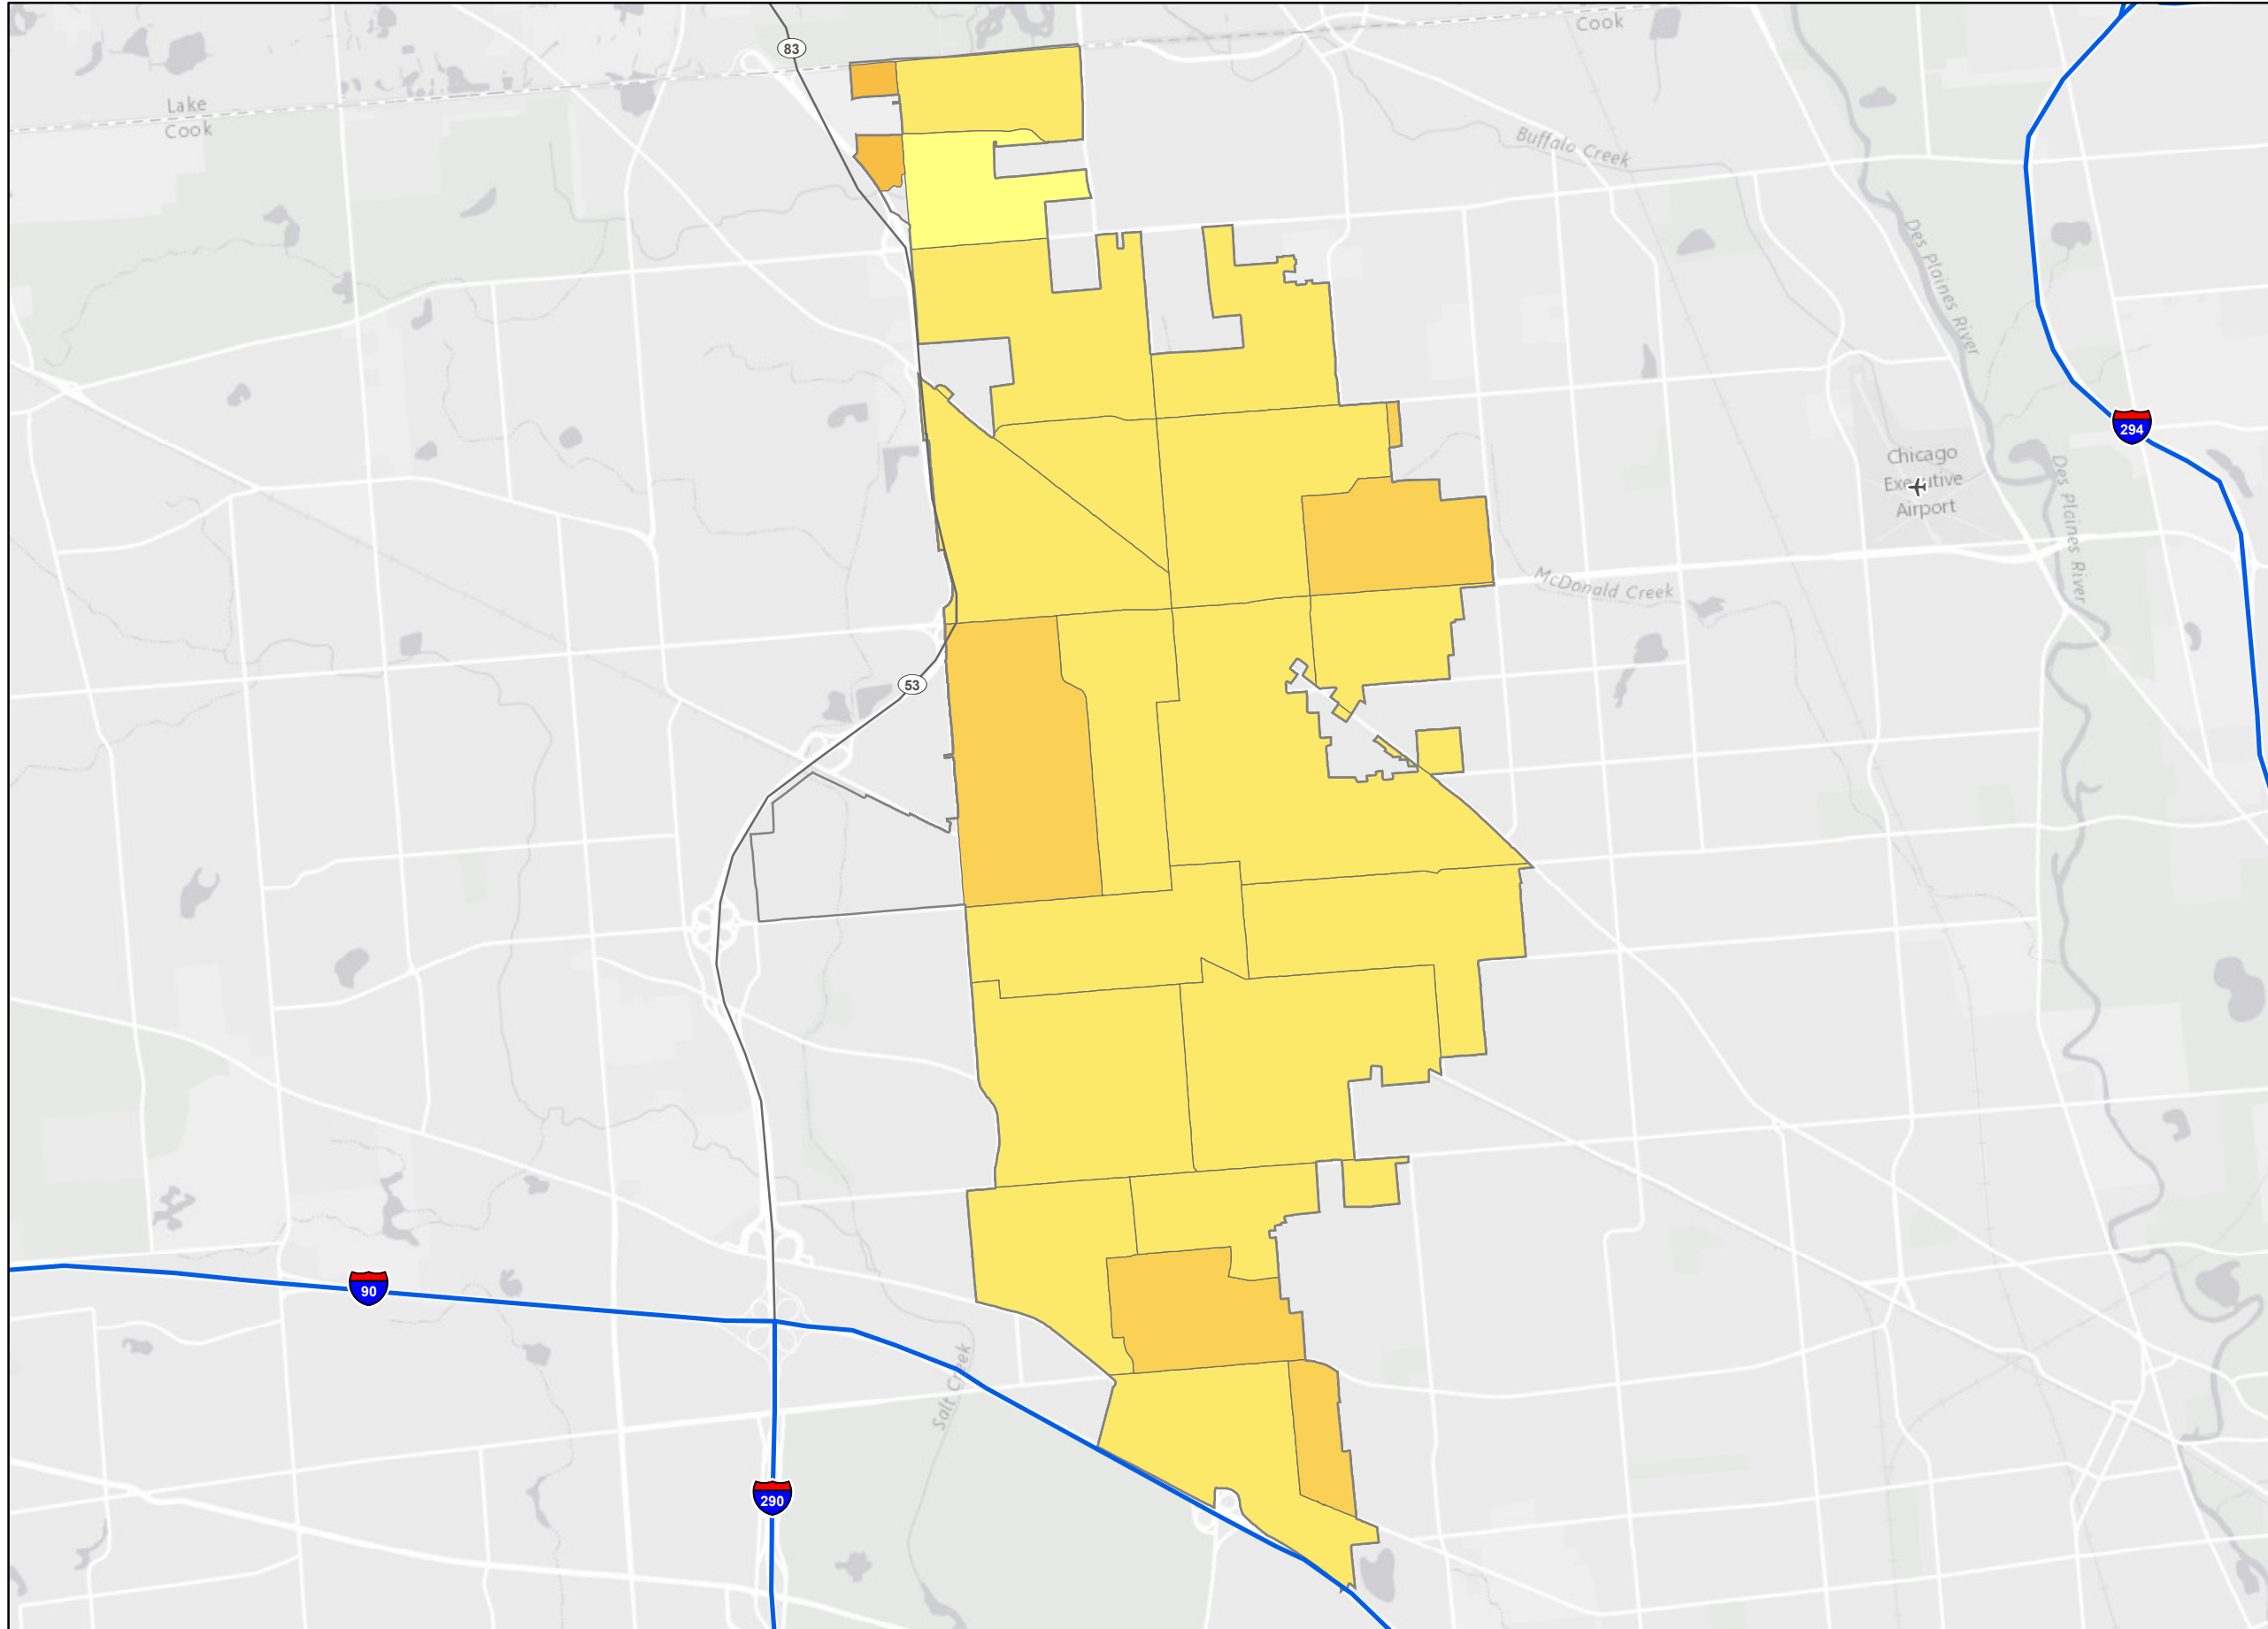 Cook
83
Lake
Cook
Buffalo Creek
Des Plaines River
294
Chicago
Executive
Airport
Des Plaines River
McDonald Creek
53
90
Salt Creek
290